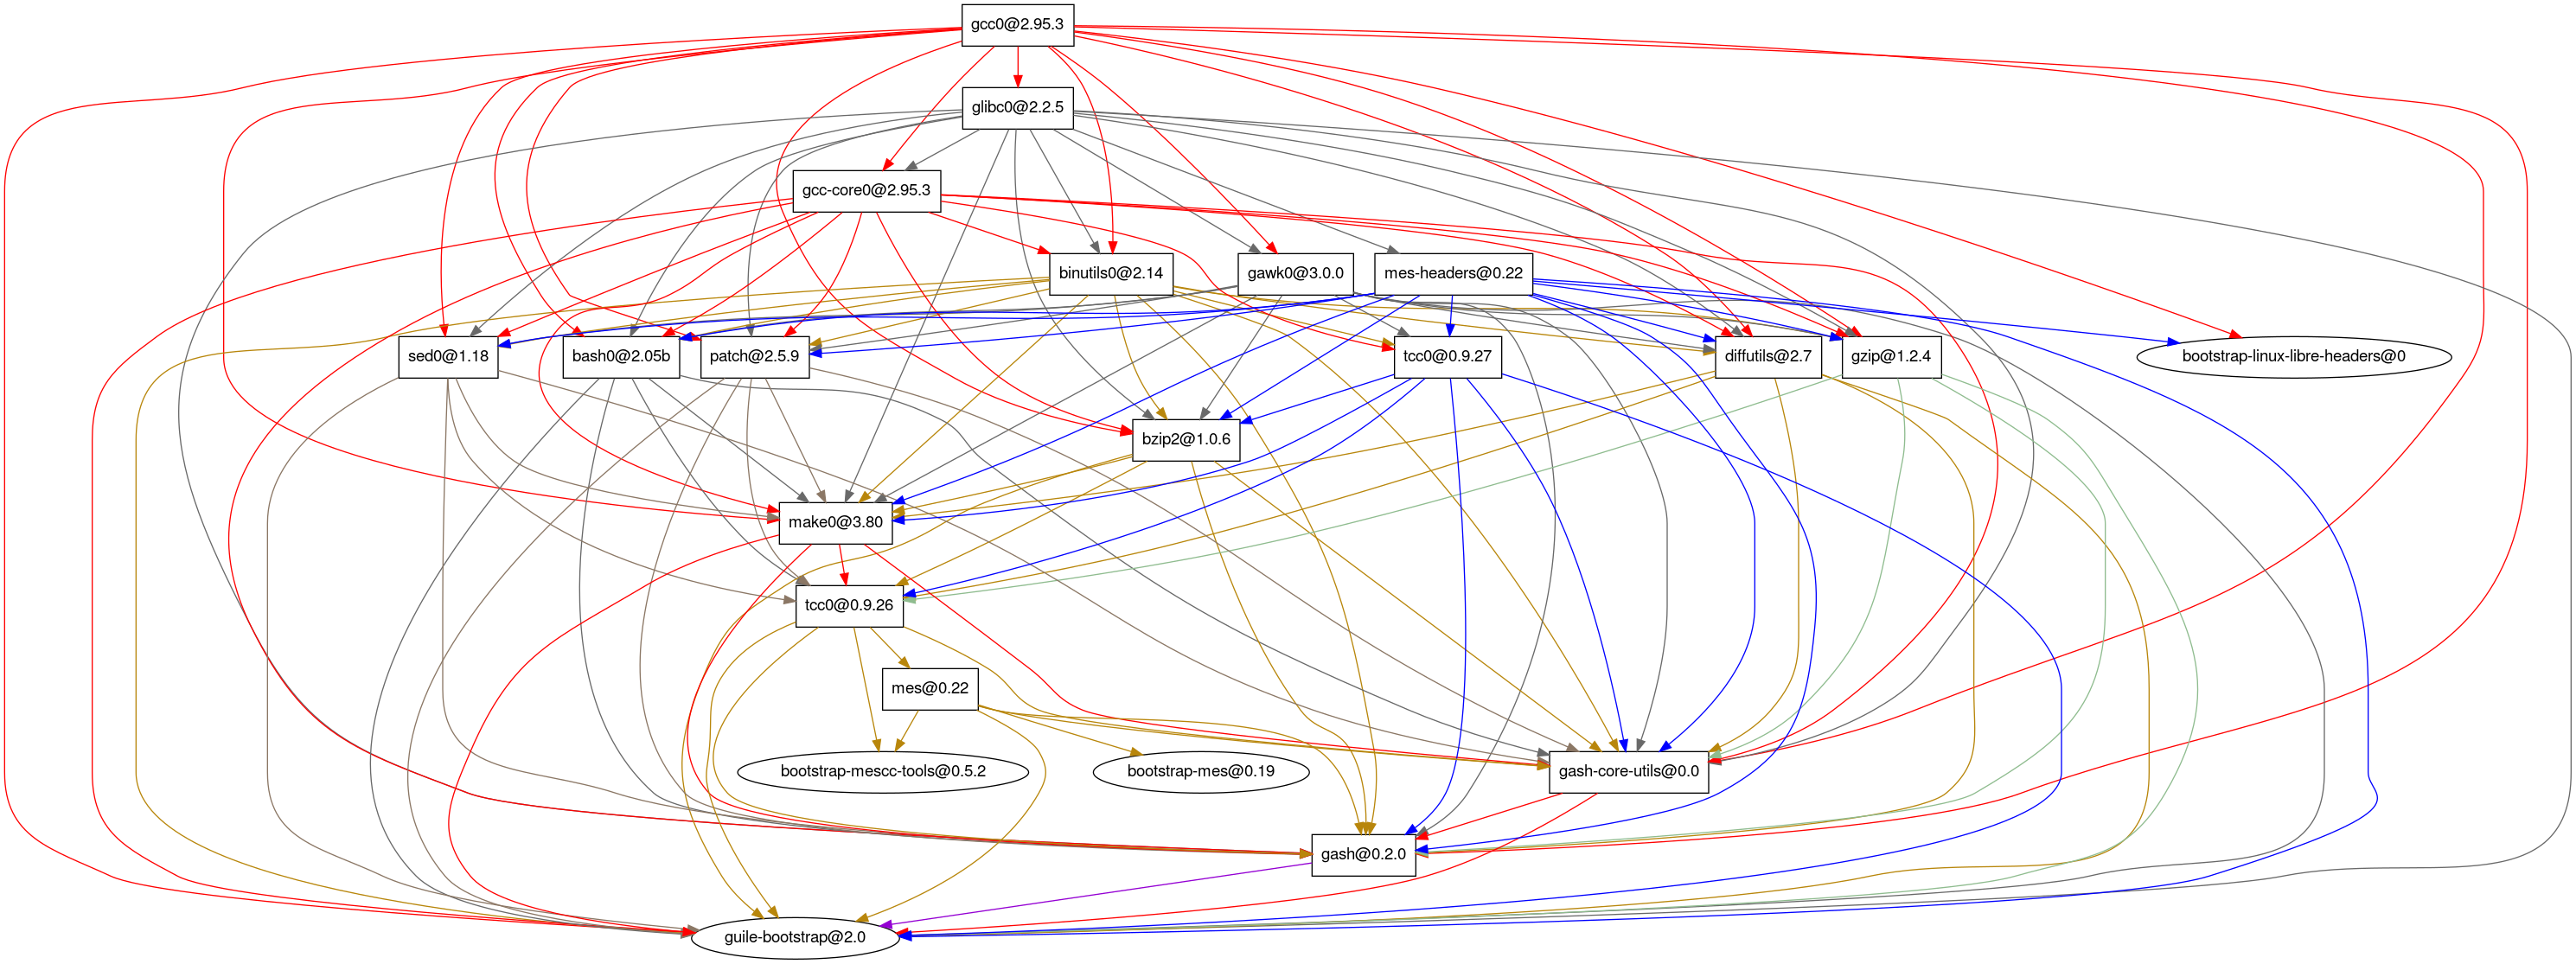 gcc0@2.95.3
glibc0@2.2.5
gcc-core0@2.95.3
binutils0@2.14
gawk0@3.0.0
mes-headers@0.22
sed0@1.18
bash0@2.05b
patch@2.5.9
tcc0@0.9.27
diffutils@2.7
gzip@1.2.4
bootstrap-linux-libre-headers@0
bzip2@1.0.6
make0@3.80
tcc0@0.9.26
mes@0.22
bootstrap-mescc-tools@0.5.2
bootstrap-mes@0.19
gash-core-utils@0.0
gash@0.2.0
guile-bootstrap@2.0